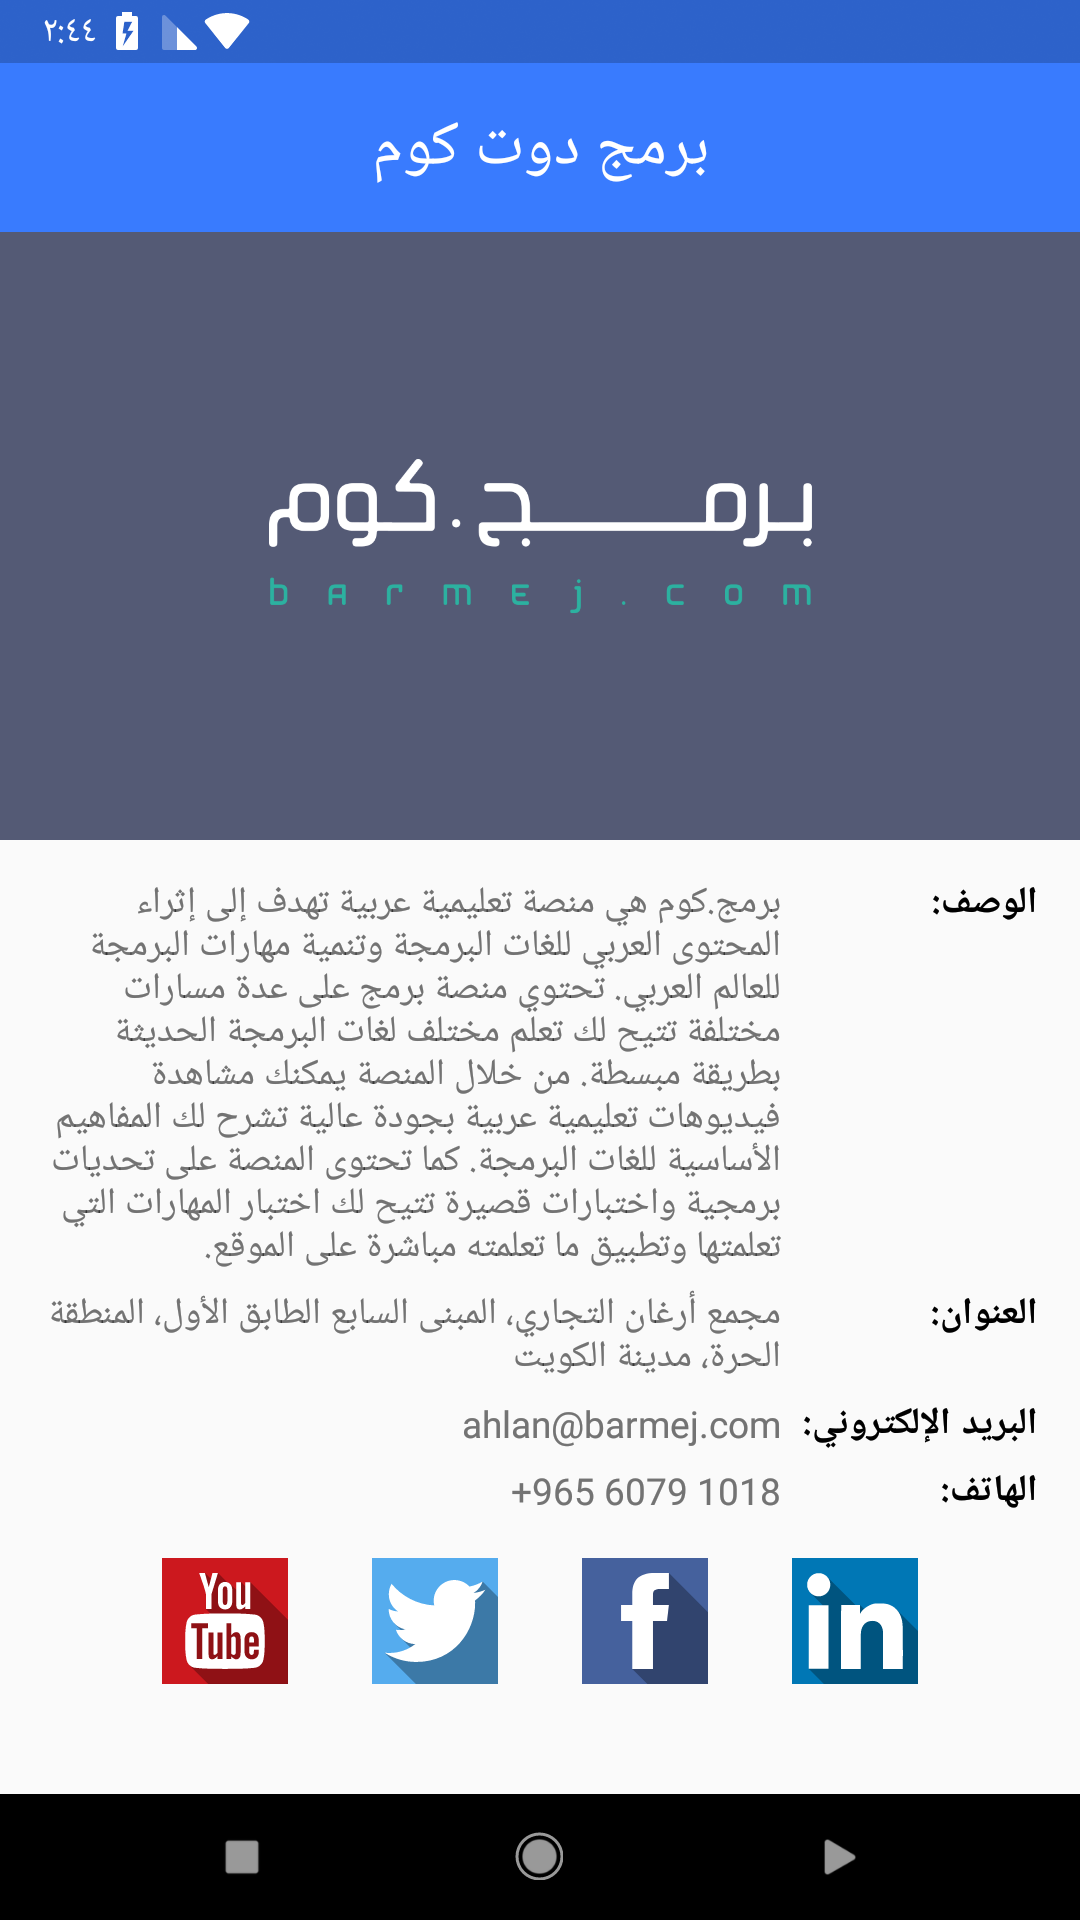 ٢:٤٤
برمج دوت كوم
برمـــج.كوم
barmej.com
الوصف:
برمج.كوم هي منصة تعليمية عربية تهدف إلى إثراء
المحتوى العربي للغات البرمجة وتنمية مهارات البرمجة
للعالم العربي. تحتوي منصة برمج على عدة مسارات
مختلفة تتيح لك تعلم مختلف لغات البرمجة الحديثة
بطريقة مبسطة. من خلال المنصة يمكنك مشاهدة
فيديوهات تعليمية عربية بجودة عالية تشرح لك المفاهيم
الأساسية للغات البرمجة. كما تحتوى المنصة على تحديات
برمجية واختبارات قصيرة تتيح لك اختبار المهارات التي
تعلمتها وتطبيق ما تعلمته مباشرة على الموقع.
العنوان:
مجمع أرغان التجاري، المبنى السابع الطابق الأول، المنطقة
الحرة، مدينة الكويت
البريد الإلكتروني:
ahlan@barmej.com
الهاتف:
+965 6079 1018
in
f
You
Tube